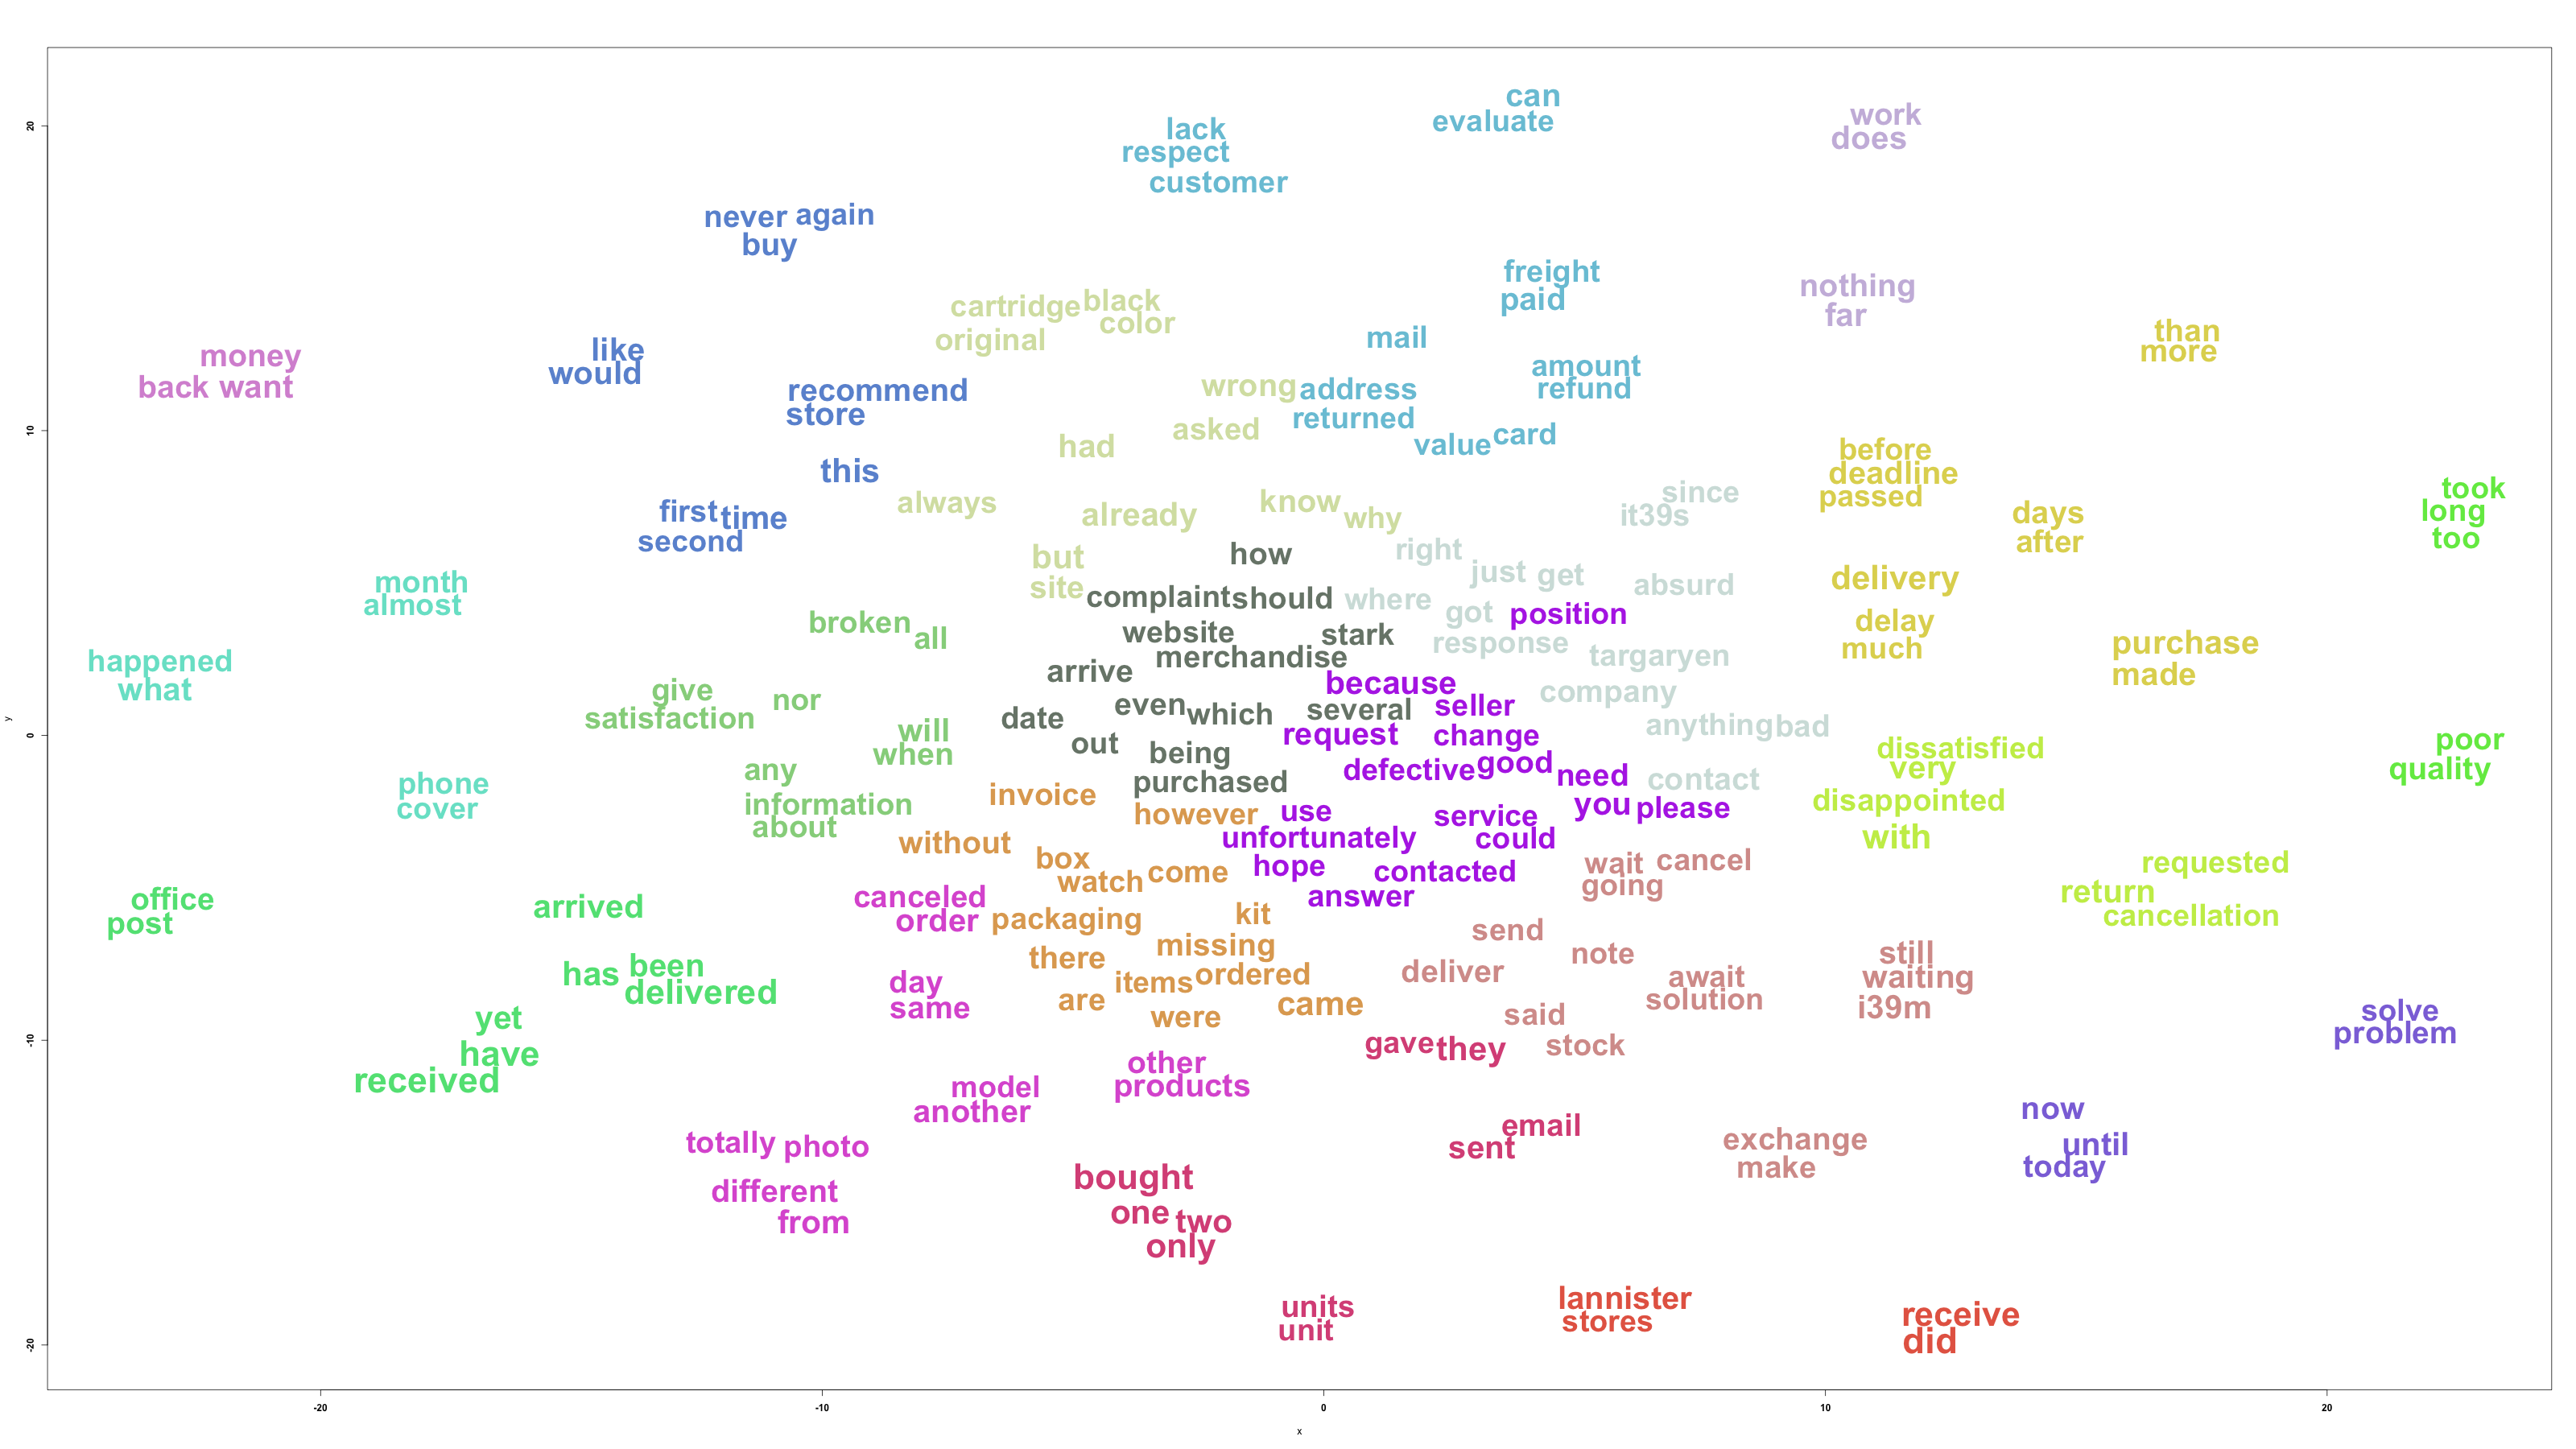 can
evaluate
work
does
lack
respect
customer
never again
buy
freight
paid
nothing
far
cartridge black
color
original
mail
than
more
money
back want
like
would
recommend
store
wrong address
returned
amount
refund
asked
had
value card
before
deadline
passed
this
always
already
know
why
since
it39s
days
after
took
long
too
first time
second
but
site
how
right
just get
absurd
delivery
month
almost
complaint should
where
got
position
delay
much
broken
all
website
stark
merchandise
response
targaryen
purchase
made
arrive
happened
what
give
satisfaction
nor
because
several
seller
company
date
even which
request
change
anything bad
will
when
out
being
purchased
defective good
need
contact
dissatisfied
very
disappointed
with
poor
quality
phone
cover
any
information
about
invoice
however
use
unfortunately
service
could
you please
without
box
watch come
hope
contacted
answer
wait cancel
going
requested
return
cancellation
office
post
arrived
canceled
order
packaging
kit
missing
send
note
still
waiting
i39m
has been
delivered
there
items ordered
deliver
await
solution
day
same
are
were
came
said
stock
solve
problem
yet
have
received
gave they
other
products
model
another
email
sent
now
until
today
totally photo
exchange
make
different
from
bought
one two
only
units
unit
lannister
stores
receive
did
20
10
0
-10
-20
y
-20 -10 0 10 20
x